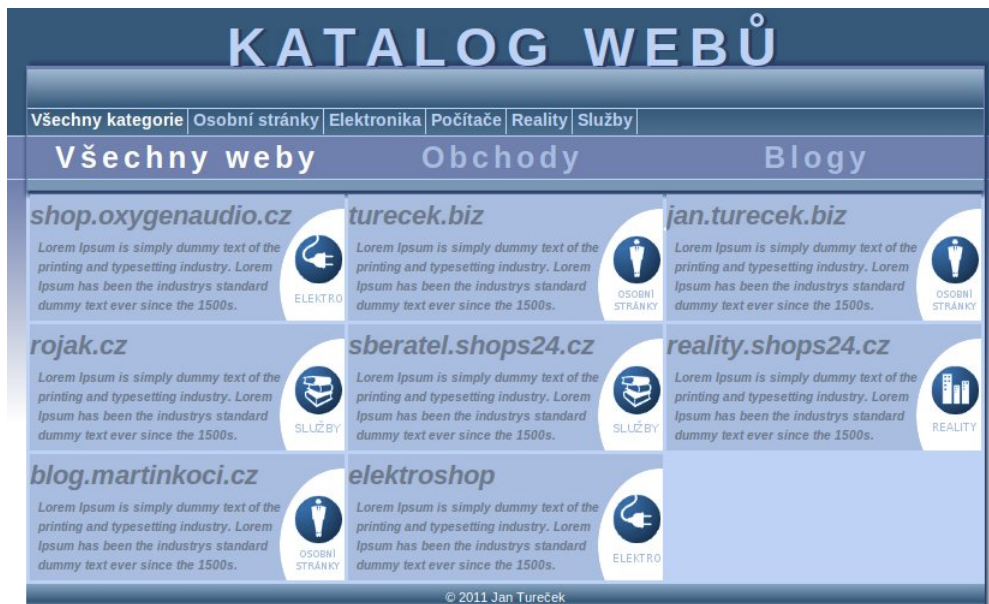 KATALOG WEBŮ
Všechny kategorie Osobní stránky Elektronika Počítače Reality Služby
Všechny weby Obchody Blogy
shop.oxygenaudio.cz
Lorem Ipsum is simply dummy text of the
printing and typesetting industry. Lorem
Ipsum has been the industrys standard
dummy text ever since the 1500s.
ELEKTRO
turecek.biz
Lorem Ipsum is simply dummy text of the
printing and typesetting industry. Lorem
Ipsum has been the industrys standard
dummy text ever since the 1500s.
OSOBNÍ
STRÁNKY
jan.turecek.biz
Lorem Ipsum is simply dummy text of the
printing and typesetting industry. Lorem
Ipsum has been the industrys standard
dummy text ever since the 1500s.
OSOBNÍ
STRÁNKY
rojak.cz
Lorem Ipsum is simply dummy text of the
printing and typesetting industry. Lorem
Ipsum has been the industrys standard
dummy text ever since the 1500s.
SLUŽBY
sberatel.shops24.cz
Lorem Ipsum is simply dummy text of the
printing and typesetting industry. Lorem
Ipsum has been the industrys standard
dummy text ever since the 1500s.
SLUŽBY
reality.shops24.cz
Lorem Ipsum is simply dummy text of the
printing and typesetting industry. Lorem
Ipsum has been the industrys standard
dummy text ever since the 1500s.
REALITY
blog.martinkoci.cz
Lorem Ipsum is simply dummy text of the
printing and typesetting industry. Lorem
Ipsum has been the industrys standard
dummy text ever since the 1500s.
OSOBNÍ
STRÁNKY
elektroshop
Lorem Ipsum is simply dummy text of the
printing and typesetting industry. Lorem
Ipsum has been the industrys standard
dummy text ever since the 1500s.
ELEKTRO
© 2011 Jan Tureček